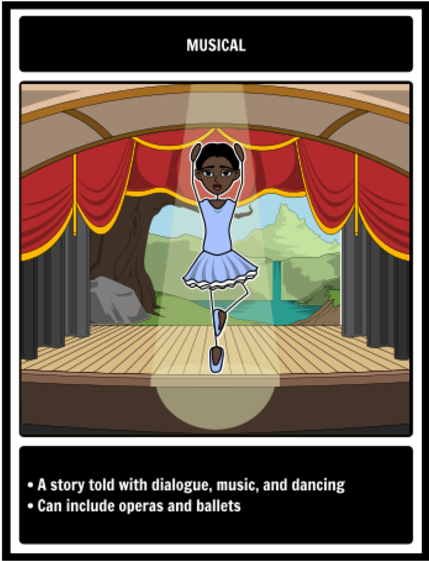 MUSICAL
• A story told with dialogue, music, and dancing
• Can include operas and ballets